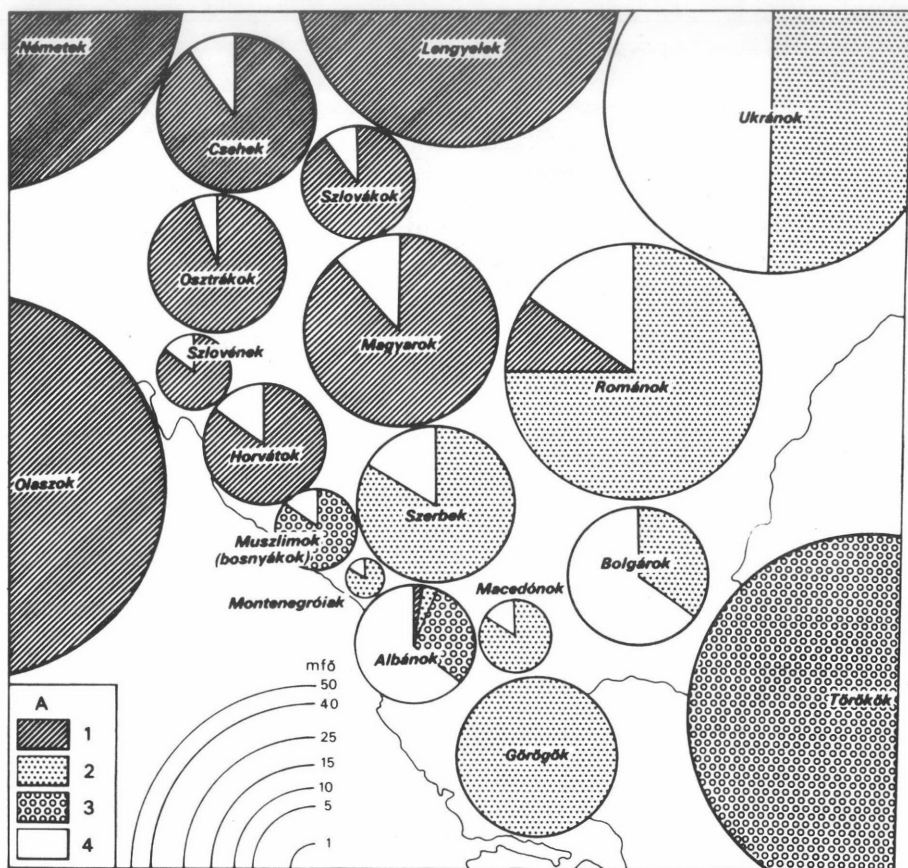 Németek
Lengyelek
Ukránok
Csehek
Szlovákok
Osztrákok
Szlovének
Magyarok
Románok
Horvátok
Olaszok
Szerbek
Muszlimok
(bosnyákok)
Bolgárok
Montenegróiak
Macedónok
Albánok
Törökök
Görögök
mfő
50
40
25
15
10
5
1
A
1
2
3
4